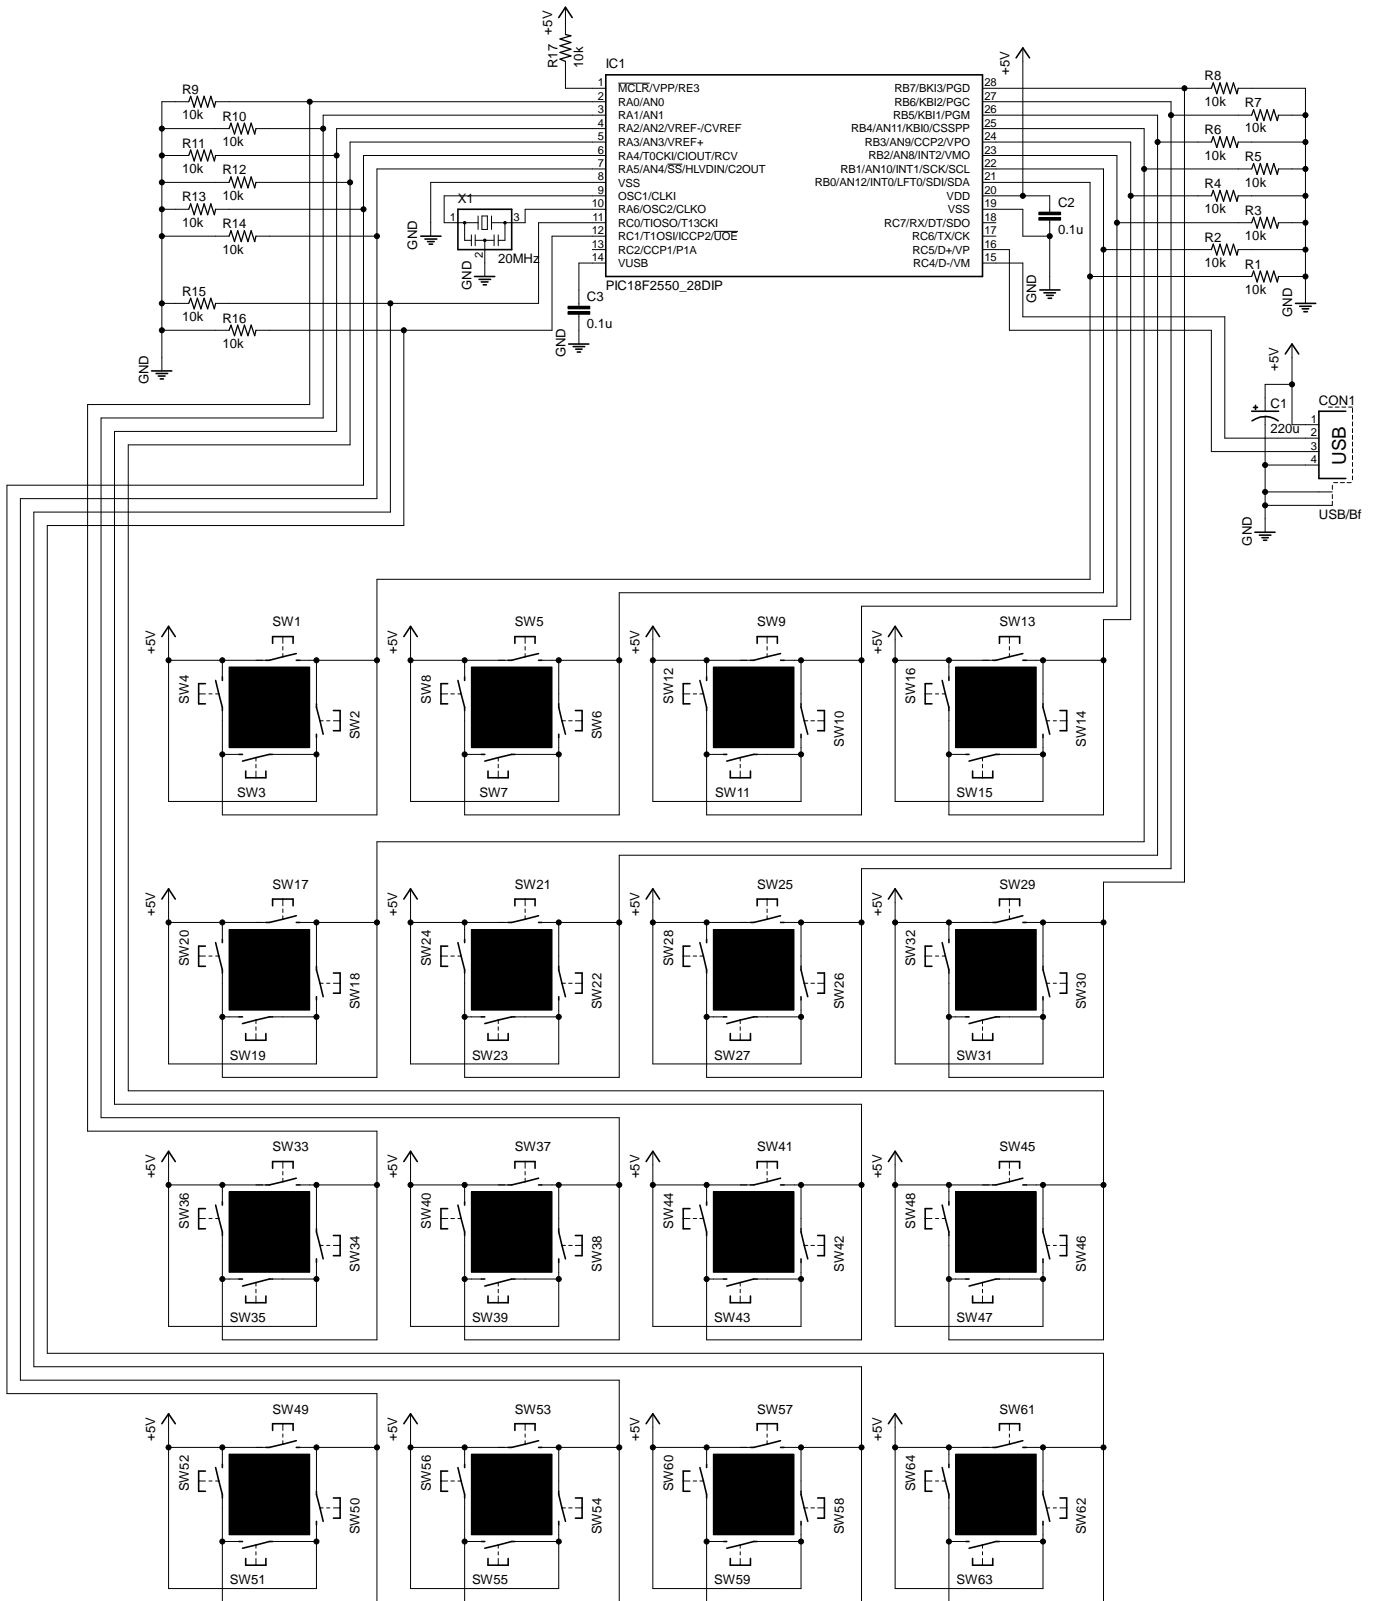 +5V
R17
10k
IC1
1
2
3
4
5
6
7
8
9
10
11
12
13
14
MCLR/VPP/RE3
RA0/AN0
RA1/AN1
RA2/AN2/VREF-/CVREF
RA3/AN3/VREF+
RA4/T0CKI/CIOUT/RCV
RA5/AN4/SS/HLVDIN/C2OUT
VSS
OSC1/CLKI
RA6/OSC2/CLKO
RC0/TIOSO/T13CKI
RC1/T1OSI/ICCP2/UOE
RC2/CCP1/P1A
VUSB
RB7/BKI3/PGD
RB6/KBI2/PGC
RB5/KBI1/PGM
RB4/AN11/KBI0/CSSPP
RB3/AN9/CCP2/VPO
RB2/AN8/INT2/VMO
RB1/AN10/INT1/SCK/SCL
RB0/AN12/INT0/LFT0/SDI/SDA
VDD
VSS
RC7/RX/DT/SDO
RC6/TX/CK
RC5/D+/VP
RC4/D-/VM
28
27
26
25
24
23
22
21
20
19
18
17
16
15
PIC18F2550_28DIP
R9
10k
R10
10k
R11
10k
R12
10k
R13
10k
R14
10k
R15
10k
R16
10k
GND
GND
X1
1
3
2
20MHz
GND
C3
0.1u
GND
+5V
C2
0.1u
GND
R8
10k
R7
10k
R6
10k
R5
10k
R4
10k
R3
10k
R2
10k
R1
10k
GND
+5V
C1
+
220u
CON1
1
2
3
4
USB
USB/Bf
GND
+5V
SW1
SW4
SW2
SW3
+5V
SW5
SW8
SW6
SW7
+5V
SW9
SW12
SW10
SW11
+5V
SW13
SW16
SW14
SW15
+5V
SW17
SW20
SW18
SW19
+5V
SW21
SW24
SW22
SW23
+5V
SW25
SW28
SW26
SW27
+5V
SW29
SW32
SW30
SW31
+5V
SW33
SW36
SW34
SW35
+5V
SW37
SW40
SW38
SW39
+5V
SW41
SW44
SW42
SW43
+5V
SW45
SW48
SW46
SW47
+5V
SW49
SW52
SW50
SW51
+5V
SW53
SW56
SW54
SW55
+5V
SW57
SW60
SW58
SW59
+5V
SW61
SW64
SW62
SW63